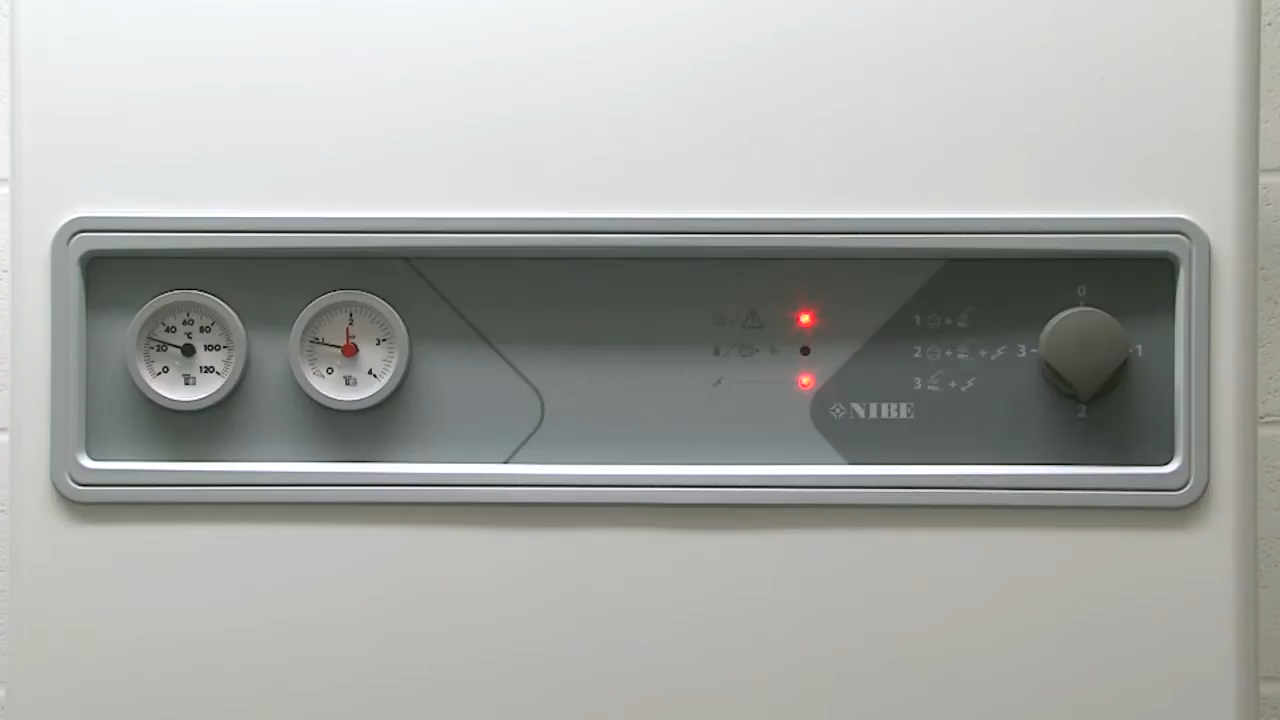 0 20 40 60 80 100 120
°C
0 1 2 3 4
1 +
2 + +
3 +
NIBE
0
3 1
2